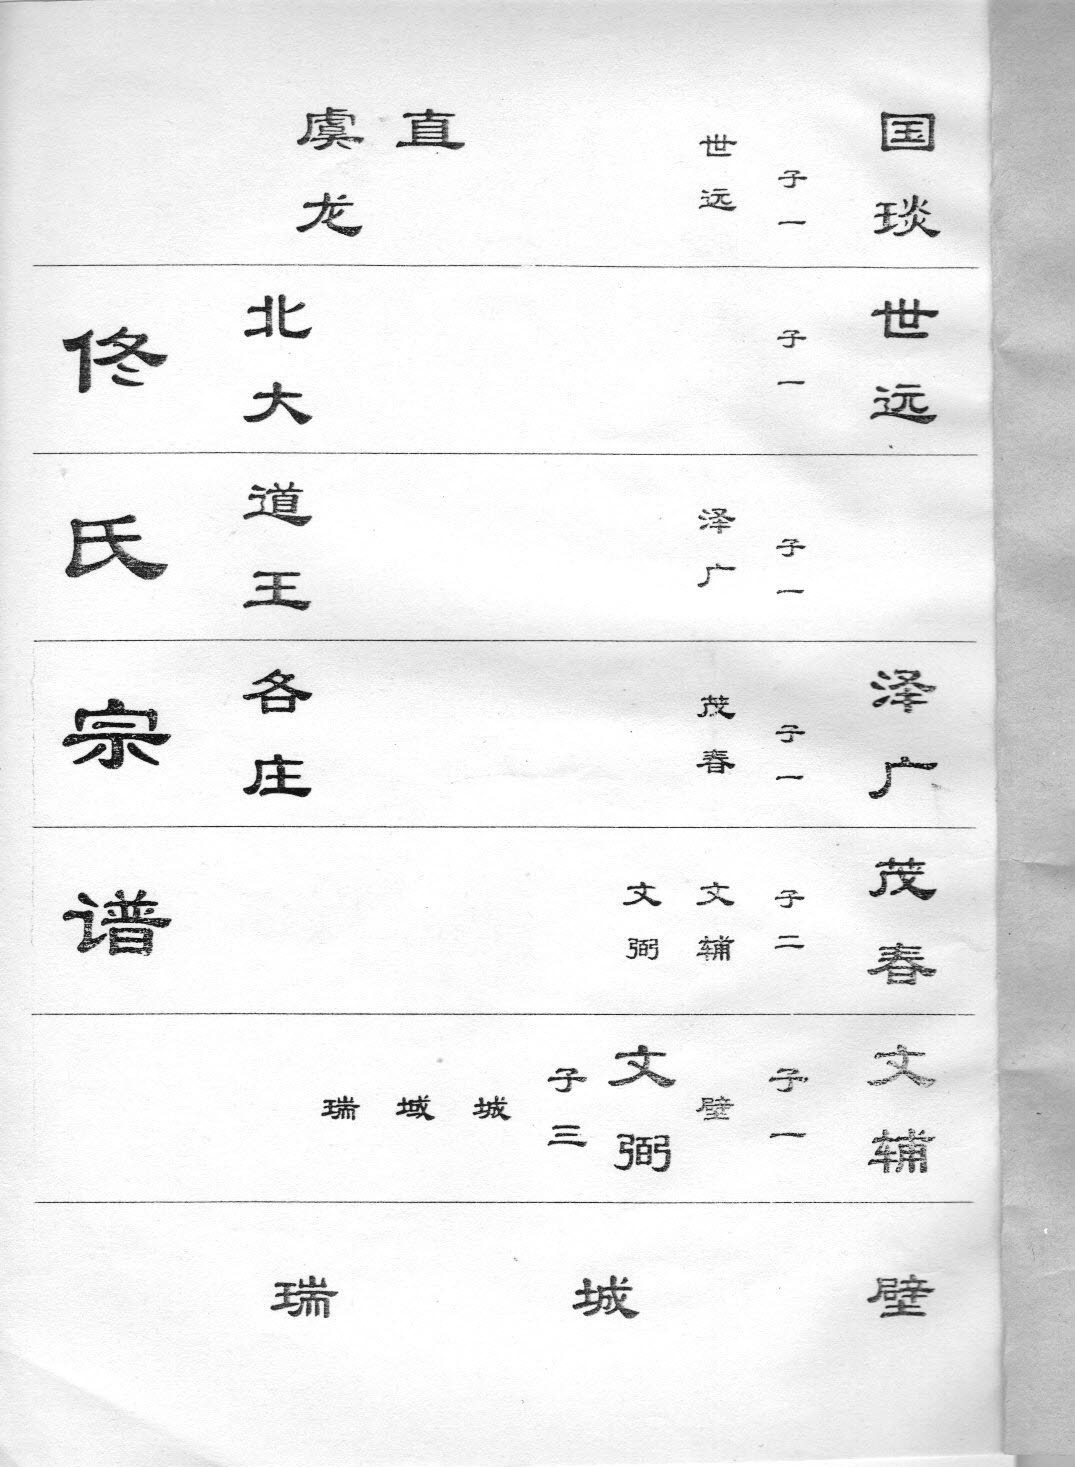 国琰
子一
世远
直
虞龙
世远
子一
子一
泽广
泽广
子一
茂春
茂春
子二
文辅
文弼
文辅
子一
壁
文弼
子三
城
域
瑞
壁
城
瑞
北大道王各庄
佟氏宗谱